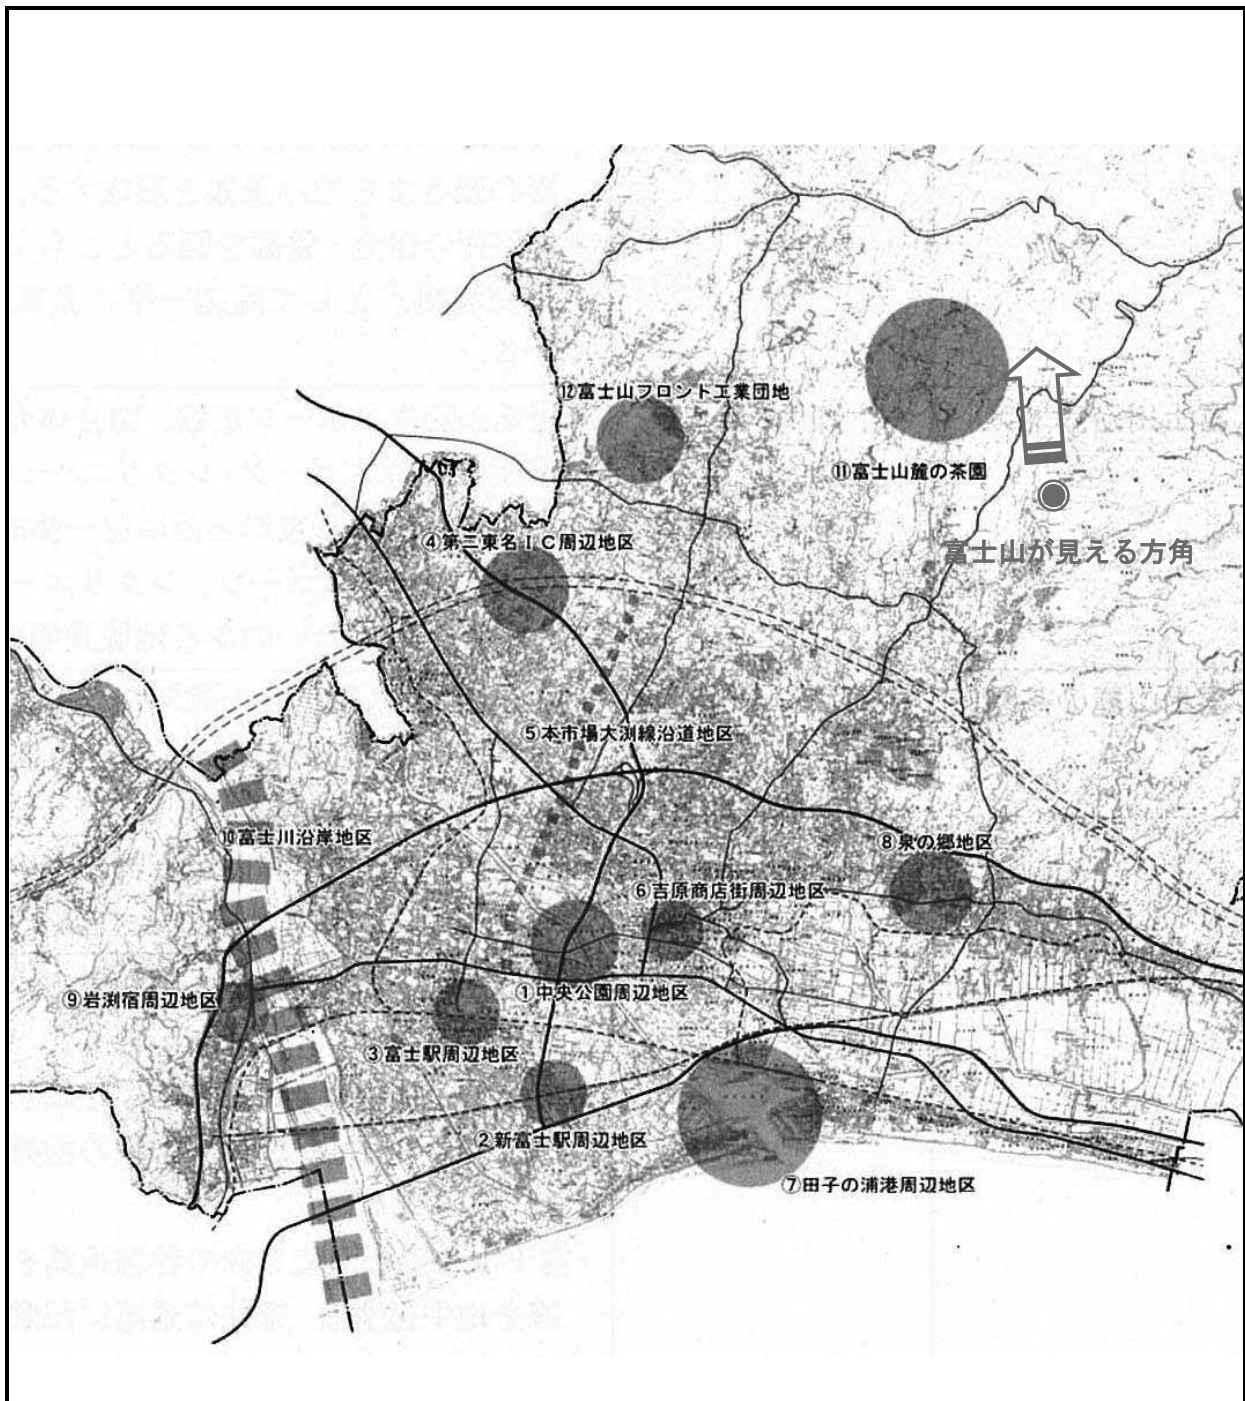 ⑫富士山フロント工業団地
⑪富士山麓の茶園
④第二東名IC周辺地区
富士山が見える方角
⑤本市場大渕線沿道地区
⑩富士川沿岸地区
⑧泉の郷地区
⑥吉原商店街周辺地区
⑨岩渕宿周辺地区
①中央公園周辺地区
③富士駅周辺地区
②新富士駅周辺地区
⑦田子の浦港周辺地区